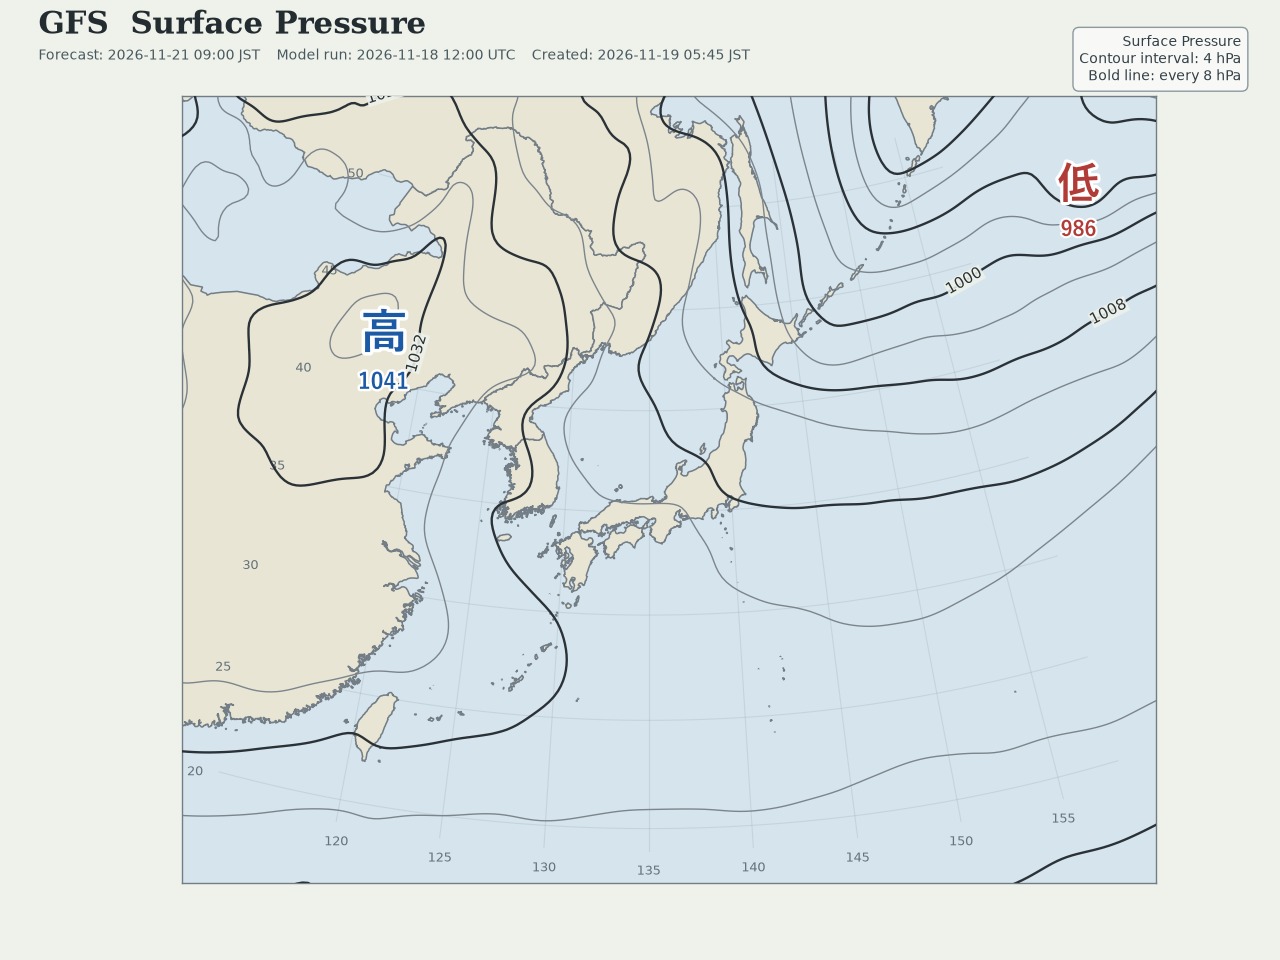 GFS  Surface Pressure
Forecast: 2026-11-21 09:00 JST    Model run: 2026-11-18 12:00 UTC    Created: 2026-11-19 05:45 JST
Surface Pressure
Contour interval: 4 hPa
Bold line: every 8 hPa
50
低
986
45
1000
1008
高
1032
1041
40
35
30
25
20
120
125
130
135
140
145
150
155